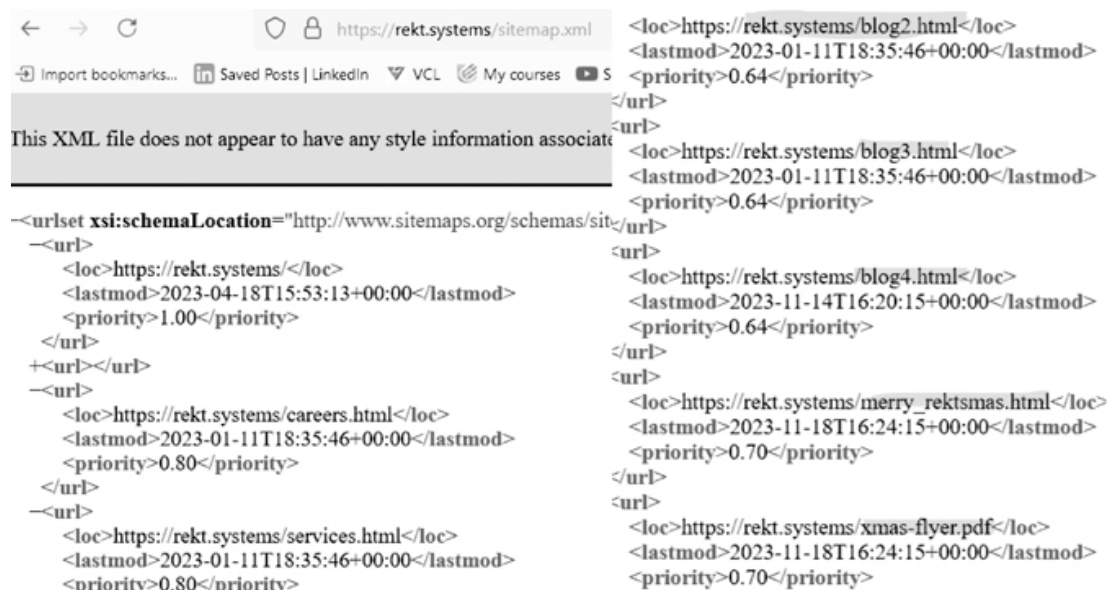 https://rekt.systems/sitemap.xml
Import bookmarks... Saved Posts | LinkedIn VCL My courses S
This XML file does not appear to have any style information associate
−<urlset xsi:schemaLocation="http://www.sitemaps.org/schemas/sit
−<url>
<loc>https://rekt.systems/</loc>
<lastmod>2023-04-18T15:53:13+00:00</lastmod>
<priority>1.00</priority>
</url>
+<url></url>
−<url>
<loc>https://rekt.systems/careers.html</loc>
<lastmod>2023-01-11T18:35:46+00:00</lastmod>
<priority>0.80</priority>
</url>
−<url>
<loc>https://rekt.systems/services.html</loc>
<lastmod>2023-01-11T18:35:46+00:00</lastmod>
<priority>0.80</priority>
<loc>https://rekt.systems/blog2.html</loc>
<lastmod>2023-01-11T18:35:46+00:00</lastmod>
<priority>0.64</priority>
</url>
<url>
<loc>https://rekt.systems/blog3.html</loc>
<lastmod>2023-01-11T18:35:46+00:00</lastmod>
<priority>0.64</priority>
</url>
<url>
<loc>https://rekt.systems/blog4.html</loc>
<lastmod>2023-11-14T16:20:15+00:00</lastmod>
<priority>0.64</priority>
</url>
<url>
<loc>https://rekt.systems/merry_rektsmas.html</loc>
<lastmod>2023-11-18T16:24:15+00:00</lastmod>
<priority>0.70</priority>
</url>
<url>
<loc>https://rekt.systems/xmas-flyer.pdf</loc>
<lastmod>2023-11-18T16:24:15+00:00</lastmod>
<priority>0.70</priority>